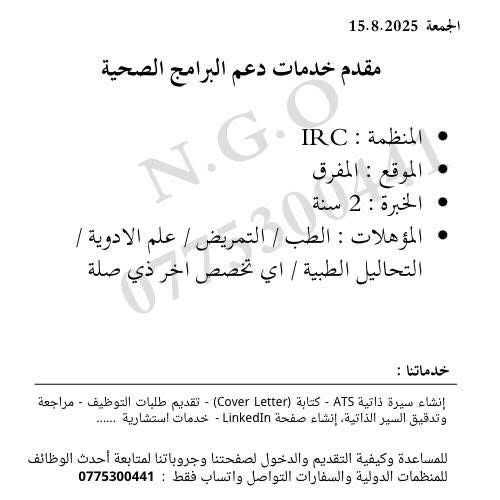 الجمعة 15.8.2025
مقدم خدمات دعم البرامج الصحية
N.G.O
0775300441
• المنظمة : IRC
• الموقع : المفرق
• الخبرة : 2 سنة
• المؤهلات : الطب / التمريض / علم الادوية /
التحاليل الطبية / اي تخصص اخر ذي صلة
خدماتنا :
إنشاء سيرة ذاتية ATS - كتابة (Cover Letter) - تقديم طلبات التوظيف - مراجعة
وتدقيق السير الذاتية، إنشاء صفحة LinkedIn - خدمات استشارية ......
للمساعدة وكيفية التقديم والدخول لصفحتنا وجروباتنا لمتابعة أحدث الوظائف
للمنظمات الدولية والسفارات التواصل واتساب فقط : 0775300441